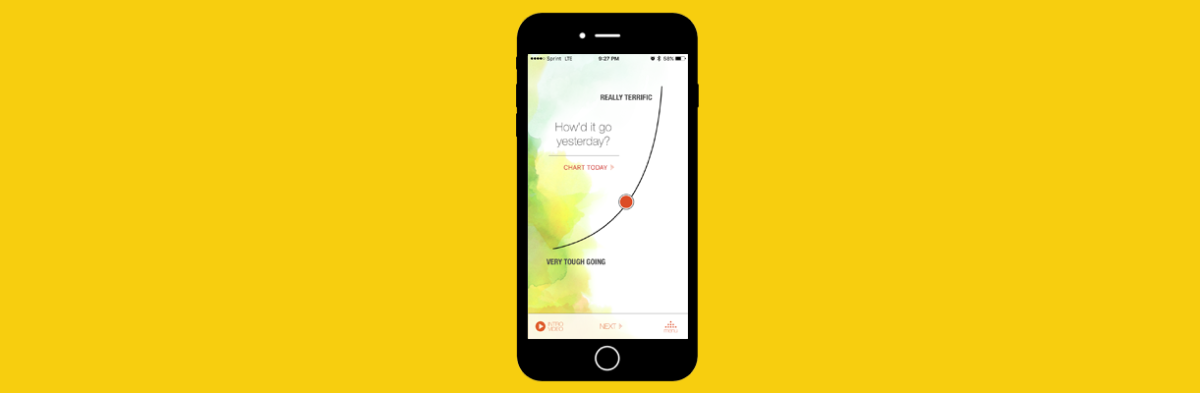 Sprint LTE 9:27 PM 58%
REALLY TERRIFIC
How'd it go
yesterday?
CHART TODAY >
VERY TOUGH GOING
INTRO
VIDEO
NEXT
menu